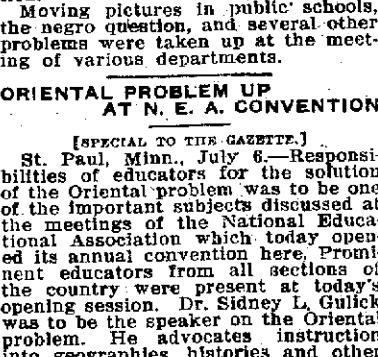 Moving pictures in public schools,
the negro question, and several other
problems were taken up at the meet-
ing of various departments.
ORIENTAL PROBLEM UP
AT N. E. A. CONVENTION
[SPECIAL TO THE GAZETTE.]
St. Paul, Minn., July 6.—Responsi-
bilities of educators for the solution
of the Oriental problem was to be one
of the important subjects discussed at
the meetings of the National Educa-
tional Association which today open-
ed its annual convention here. Promi-
nent educators from all sections of
the country were present at today's
opening session. Dr. Sidney L. Gulick
was to be the speaker on the Oriental
problem. He advocates instruction
into geographies, histories and other